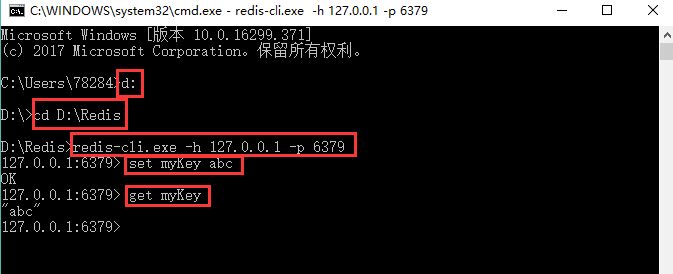 C:\WINDOWS\system32\cmd.exe - redis-cli.exe  -h 127.0.0.1 -p 6379
Microsoft Windows [版本 10.0.16299.371]
(c) 2017 Microsoft Corporation。保留所有权利。
C:\Users\78284>d:
D:\>cd D:\Redis
D:\Redis>redis-cli.exe -h 127.0.0.1 -p 6379
127.0.0.1:6379> set myKey abc
OK
127.0.0.1:6379> get myKey
"abc"
127.0.0.1:6379>